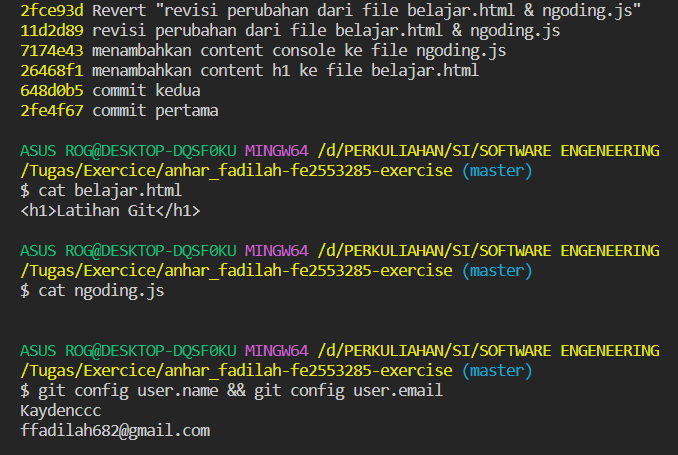 2fce93d Revert "revisi perubahan dari file belajar.html & ngoding.js"
11d2d89 revisi perubahan dari file belajar.html & ngoding.js
7174e43 menambahkan content console ke file ngoding.js
26468f1 menambahkan content h1 ke file belajar.html
648d0b5 commit kedua
2fe4f67 commit pertama
ASUS ROG@DESKTOP-DQSF0KU MINGW64 /d/PERKULIAHAN/SI/SOFTWARE ENGENEERING
/Tugas/Exercice/anhar_fadilah-fe2553285-exercise (master)
$ cat belajar.html
<h1>Latihan Git</h1>
ASUS ROG@DESKTOP-DQSF0KU MINGW64 /d/PERKULIAHAN/SI/SOFTWARE ENGENEERING
/Tugas/Exercice/anhar_fadilah-fe2553285-exercise (master)
$ cat ngoding.js
ASUS ROG@DESKTOP-DQSF0KU MINGW64 /d/PERKULIAHAN/SI/SOFTWARE ENGENEERING
/Tugas/Exercice/anhar_fadilah-fe2553285-exercise (master)
$ git config user.name && git config user.email
Kaydenccc
ffadilah682@gmail.com